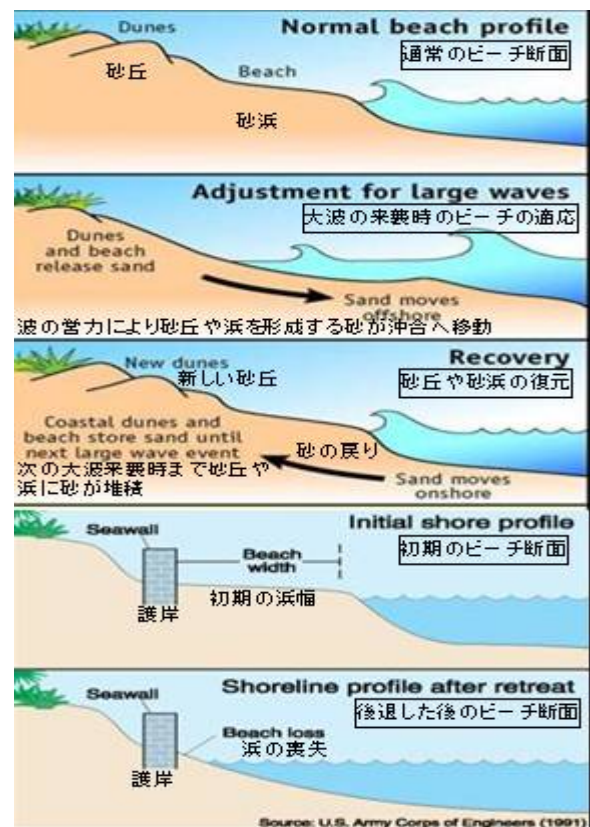 Dunes
Normal beach profile
通常のビーチ断面
砂丘
Beach
砂浜
Adjustment for large waves
大波の来襲時のビーチの適応
Dunes
and beach
release sand
Sand moves
offshore
波の営力により砂丘や浜を形成する砂が沖合へ移動
New dunes
新しい砂丘
Recovery
砂丘や砂浜の復元
Coastal dunes and
beach store sand until
next large wave event
次の大波来襲時まで砂丘や
浜に砂が堆積
砂の戻り
Sand moves
onshore
Seawall
Initial shore profile
初期のビーチ断面
Beach
width
初期の浜幅
護岸
Shoreline profile after retreat
後退した後のビーチ断面
Seawall
Beach loss
浜の喪失
護岸
Source: U.S. Army Corps of Engineers (1991)